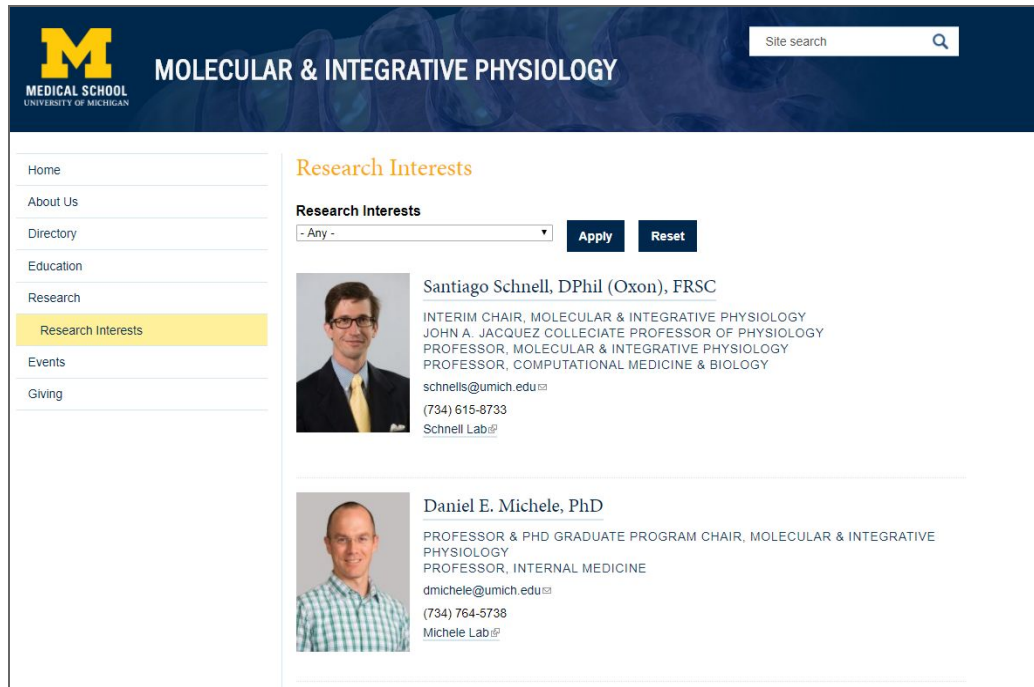 M
MEDICAL SCHOOL
UNIVERSITY OF MICHIGAN
MOLECULAR & INTEGRATIVE PHYSIOLOGY
Site search
Home
About Us
Directory
Education
Research
Research Interests
Events
Giving
Research Interests
Research Interests
- Any -
Apply
Reset
Santiago Schnell, DPhil (Oxon), FRSC
INTERIM CHAIR, MOLECULAR & INTEGRATIVE PHYSIOLOGY
JOHN A. JACQUEZ COLLECIATE PROFESSOR OF PHYSIOLOGY
PROFESSOR, MOLECULAR & INTEGRATIVE PHYSIOLOGY
PROFESSOR, COMPUTATIONAL MEDICINE & BIOLOGY
schnells@umich.edu
(734) 615-8733
Schnell Lab
Daniel E. Michele, PhD
PROFESSOR & PHD GRADUATE PROGRAM CHAIR, MOLECULAR & INTEGRATIVE
PHYSIOLOGY
PROFESSOR, INTERNAL MEDICINE
dmichele@umich.edu
(734) 764-5738
Michele Lab